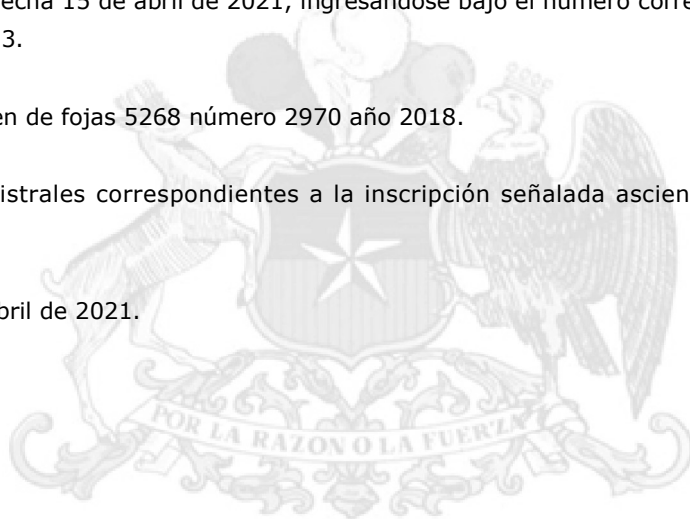 echa 15 de abril de 2021, ingresándose bajo el número corre
3.
en de fojas 5268 número 2970 año 2018.
istrales correspondientes a la inscripción señalada ascien
bril de 2021.
POR LA RAZON O LA FUERZA